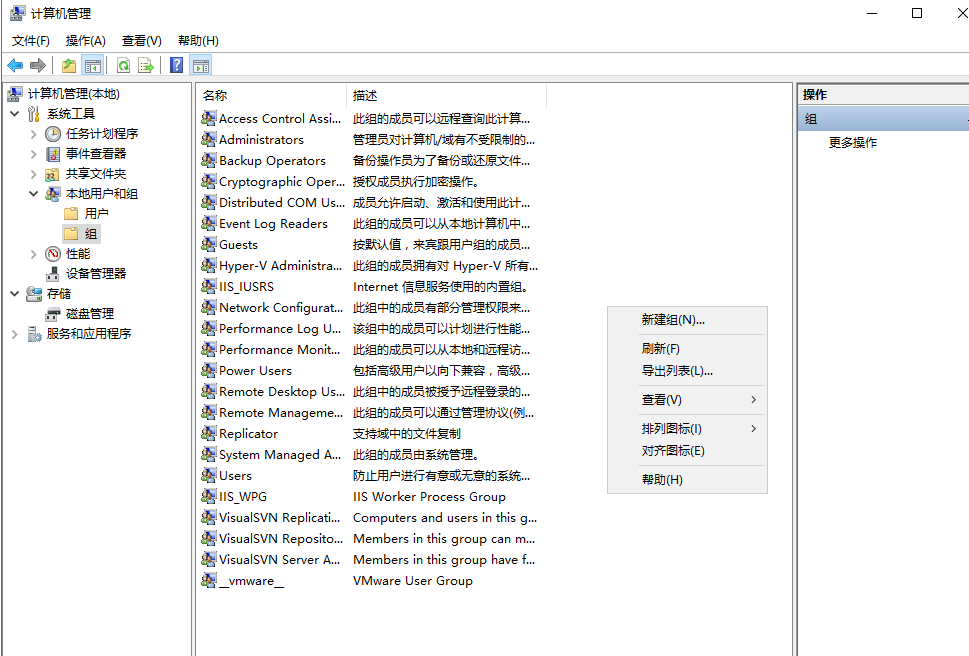 计算机管理
文件(F) 操作(A) 查看(V) 帮助(H)
计算机管理(本地)
系统工具
任务计划程序
事件查看器
共享文件夹
本地用户和组
用户
组
性能
设备管理器
存储
磁盘管理
服务和应用程序
名称 描述
Access Control Assi... 此组的成员可以远程查询此计算...
Administrators 管理员对计算机/域有不受限制的...
Backup Operators 备份操作员为了备份或还原文件...
Cryptographic Oper... 授权成员执行加密操作。
Distributed COM Us... 成员允许启动、激活和使用此计...
Event Log Readers 此组的成员可以从本地计算机中...
Guests 按默认值，来宾跟用户组的成员...
Hyper-V Administra... 此组的成员拥有对 Hyper-V 所有...
IIS_IUSRS Internet 信息服务使用的内置组。
Network Configurat... 此组中的成员有部分管理权限来...
Performance Log U... 该组中的成员可以计划进行性能...
Performance Monit... 此组的成员可以从本地和远程访...
Power Users 包括高级用户以向下兼容，高级...
Remote Desktop Us... 此组中的成员被授予远程登录的...
Remote Manageme... 此组的成员可以通过管理协议(例...
Replicator 支持域中的文件复制
System Managed A... 此组的成员由系统管理。
Users 防止用户进行有意或无意的系统...
IIS_WPG IIS Worker Process Group
VisualSVN Replicati... Computers and users in this g...
VisualSVN Reposito... Members in this group can m...
VisualSVN Server A... Members in this group have f...
__vmware__ VMware User Group
新建组(N)...
刷新(F)
导出列表(L)...
查看(V)
排列图标(I)
对齐图标(E)
帮助(H)
操作
组
更多操作